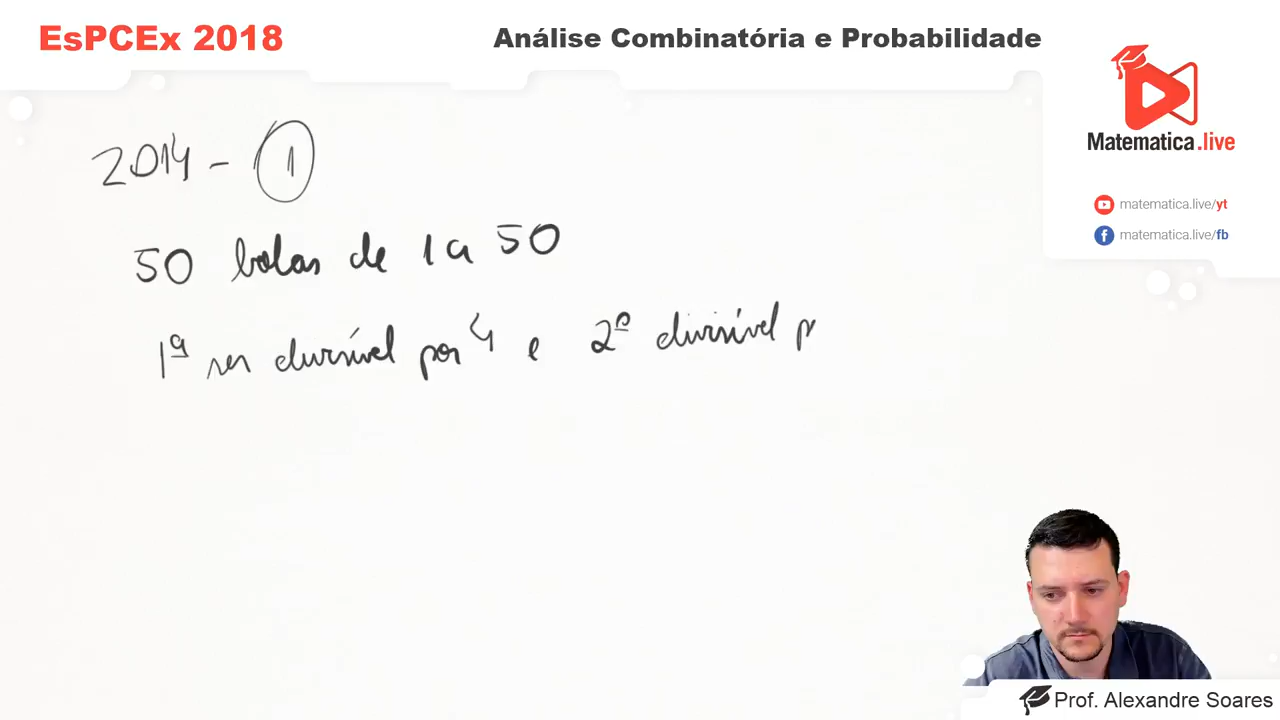 EsPCEx 2018
Análise Combinatória e Probabilidade
Matematica.live
matematica.live/yt
matematica.live/fb
2014 - 1
50 bolas de 1 a 50
1ª ser divisível por 4 e 2º divisível p
Prof. Alexandre Soares